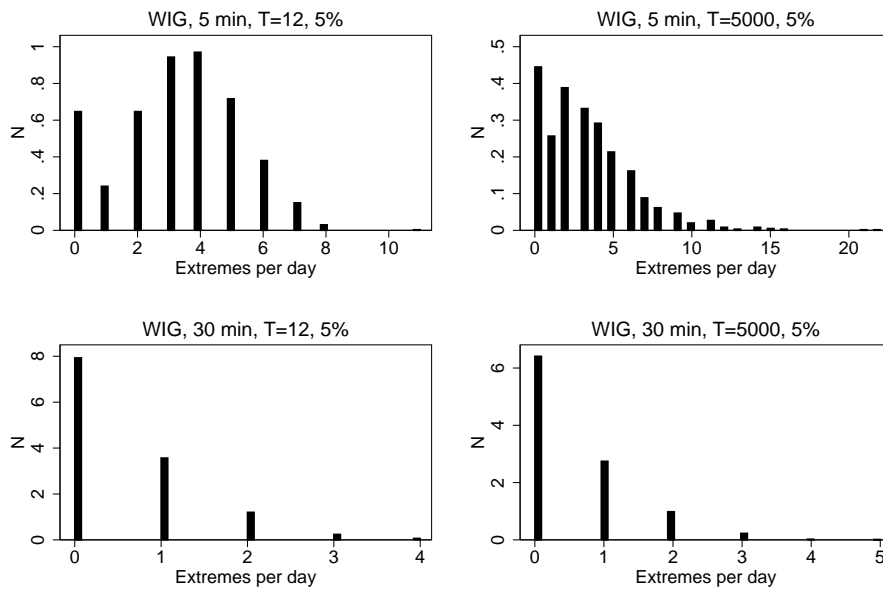 WIG, 5 min, T=12, 5%
N
0 .2 .4 .6 .8 1
0 2 4 6 8 10
Extremes per day
WIG, 5 min, T=5000, 5%
N
0 .1 .2 .3 .4 .5
0 5 10 15 20
Extremes per day
WIG, 30 min, T=12, 5%
N
0 2 4 6 8
0 1 2 3 4
Extremes per day
WIG, 30 min, T=5000, 5%
N
0 2 4 6
0 1 2 3 4 5
Extremes per day